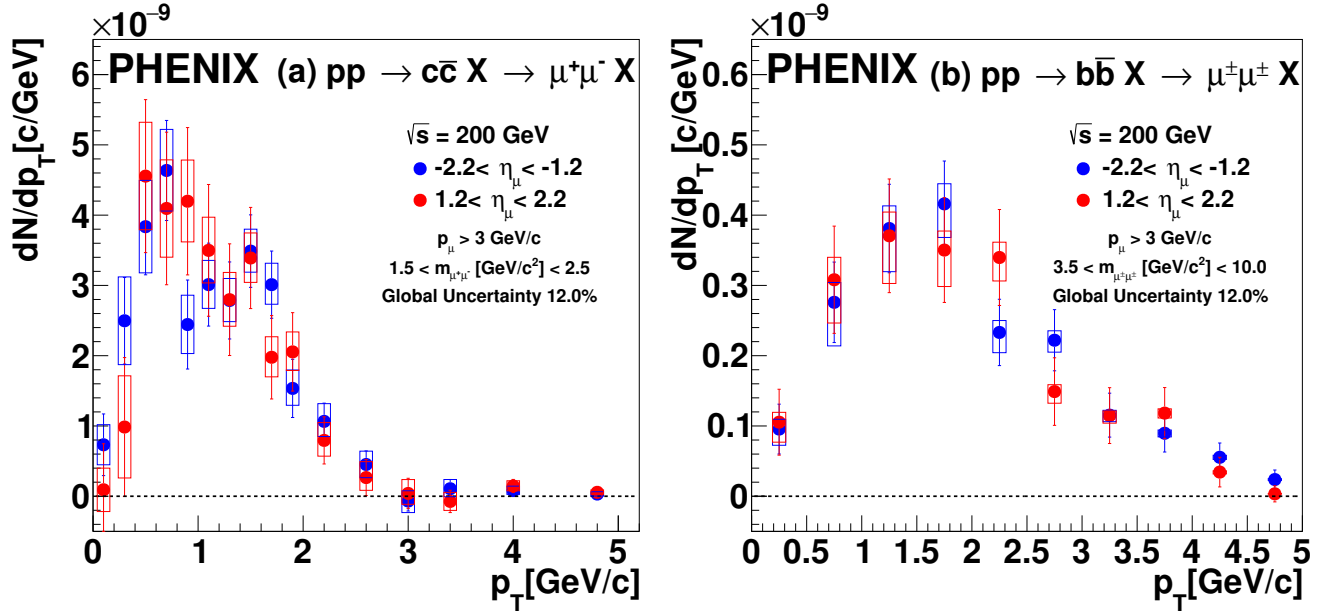 ×10⁻⁹
PHENIX (a) pp → cc̅ X → μ⁺μ⁻ X
√s = 200 GeV
-2.2< η_μ < -1.2
1.2< η_μ < 2.2
p_μ > 3 GeV/c
1.5 < m_μ⁺μ⁻ [GeV/c²] < 2.5
Global Uncertainty 12.0%
dN/dp_T [c/GeV]
6
5
4
3
2
1
0
0 1 2 3 4 5
p_T [GeV/c]
×10⁻⁹
PHENIX (b) pp → bb̅ X → μ^±μ^± X
√s = 200 GeV
-2.2< η_μ < -1.2
1.2< η_μ < 2.2
p_μ > 3 GeV/c
3.5 < m_μ^±μ^± [GeV/c²] < 10.0
Global Uncertainty 12.0%
dN/dp_T [c/GeV]
0.6
0.5
0.4
0.3
0.2
0.1
0
0 0.5 1 1.5 2 2.5 3 3.5 4 4.5 5
p_T [GeV/c]